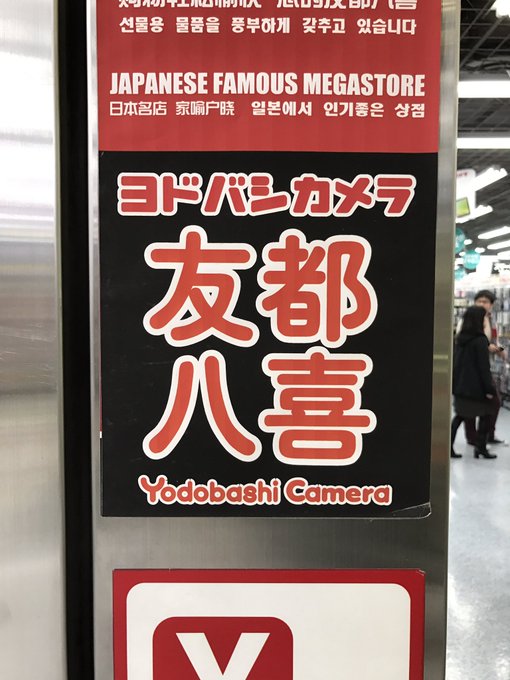 선물용 물품을 풍부하게 갖추고 있습니다
JAPANESE FAMOUS MEGASTORE
日本名店 家喻户晓 일본에서 인기좋은 상점
ヨドバシカメラ
友都
八喜
Yodobashi Camera
Y